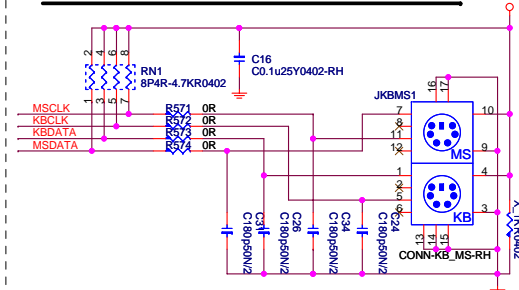 2 4 6 8
RN1
8P4R-4.7KR0402
1 3 5 7
C16
C0.1u25Y0402-RH
JKBMS1
16 17
MSCLK R571 0R
KBCLK R572 0R
KBDATA R573 0R
MSDATA R574 0R
7
8
11
12
10
9
MS
1
2
5
6
4
3
KB
13 14 15
CONN-KB_MS-RH
C180p50N/2
C26
C180p50N/2
C34
C180p50N/2
C24
C180p50N/2